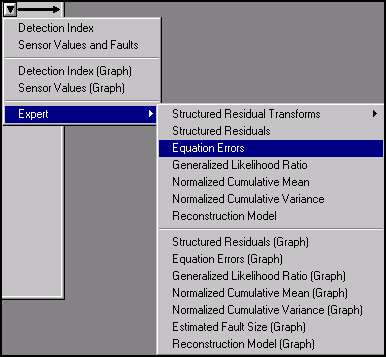 Detection Index
Sensor Values and Faults
Detection Index (Graph)
Sensor Values (Graph)
Expert
Structured Residual Transforms
Structured Residuals
Equation Errors
Generalized Likelihood Ratio
Normalized Cumulative Mean
Normalized Cumulative Variance
Reconstruction Model
Structured Residuals (Graph)
Equation Errors (Graph)
Generalized Likelihood Ratio (Graph)
Normalized Cumulative Mean (Graph)
Normalized Cumulative Variance (Graph)
Estimated Fault Size (Graph)
Reconstruction Model (Graph)